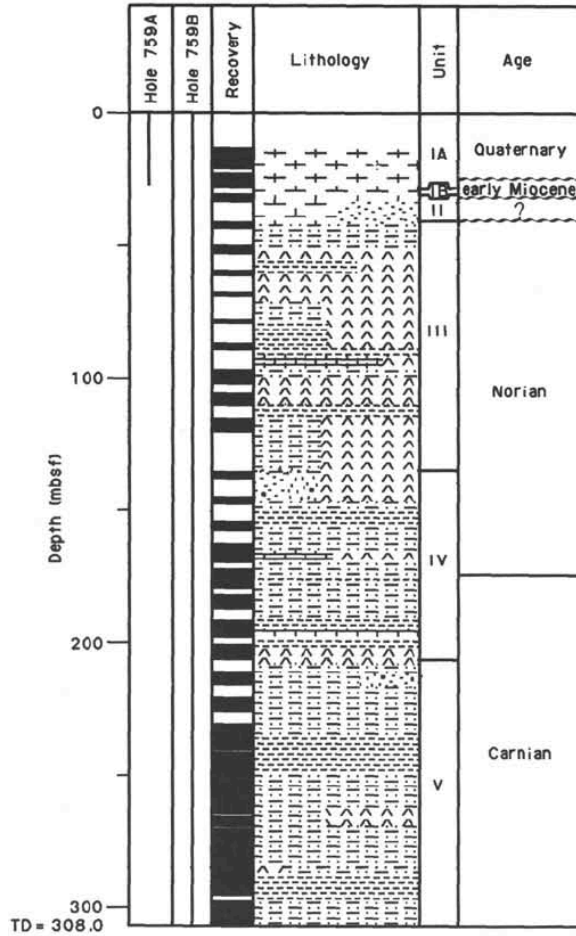 Hole 759A
Hole 759B
Recovery
Lithology
Unit
Age
Depth (mbsf)
0
100
200
300
TD = 308.0
IA
IB
II
III
IV
V
Quaternary
early Miocene
?
Norian
Carnian